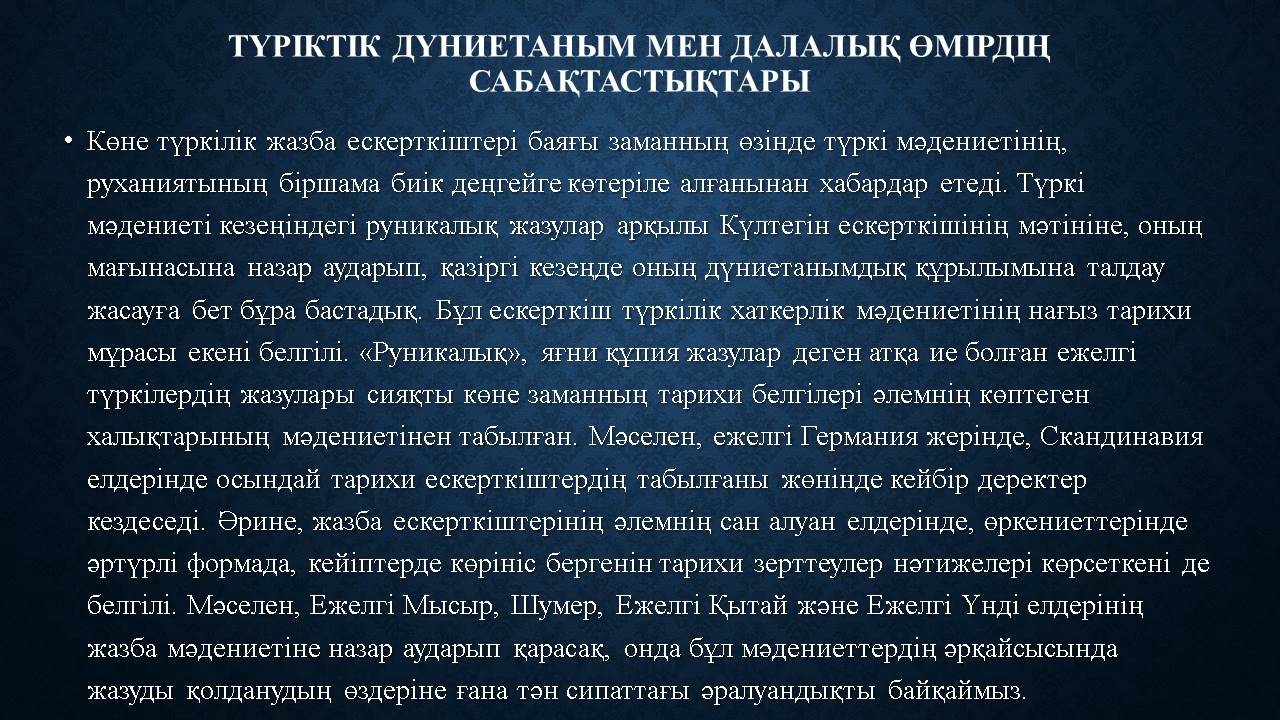 ТҮРІКТІК ДҮНИЕТАНЫМ МЕН ДАЛАЛЫҚ ӨМІРДІҢ
САБАҚТАСТЫҚТАРЫ
• Көне түркілік жазба ескерткіштері баяғы заманның өзінде түркі мәдениетінің,
руханиятының біршама биік деңгейге көтеріле алғанынан хабардар етеді. Түркі
мәдениеті кезеңіндегі руникалық жазулар арқылы Күлтегін ескерткішінің мәтініне, оның
мағынасына назар аударып, қазіргі кезеңде оның дүниетанымдық құрылымына талдау
жасауға бет бұра бастадық. Бұл ескерткіш түркілік хаткерлік мәдениетінің нағыз тарихи
мұрасы екені белгілі. «Руникалық», яғни құпия жазулар деген атқа ие болған ежелгі
түркілердің жазулары сияқты көне заманның тарихи белгілері әлемнің көптеген
халықтарының мәдениетінен табылған. Мәселен, ежелгі Германия жерінде, Скандинавия
елдерінде осындай тарихи ескерткіштердің табылғаны жөнінде кейбір деректер
кездеседі. Әрине, жазба ескерткіштерінің әлемнің сан алуан елдерінде, өркениеттерінде
әртүрлі формада, кейіптерде көрініс бергенін тарихи зерттеулер нәтижелері көрсеткені де
белгілі. Мәселен, Ежелгі Мысыр, Шумер, Ежелгі Қытай және Ежелгі Үнді елдерінің
жазба мәдениетіне назар аударып қарасақ, онда бұл мәдениеттердің әрқайсысында
жазуды қолданудың өздеріне ғана тән сипаттағы әралуандықты байқаймыз.